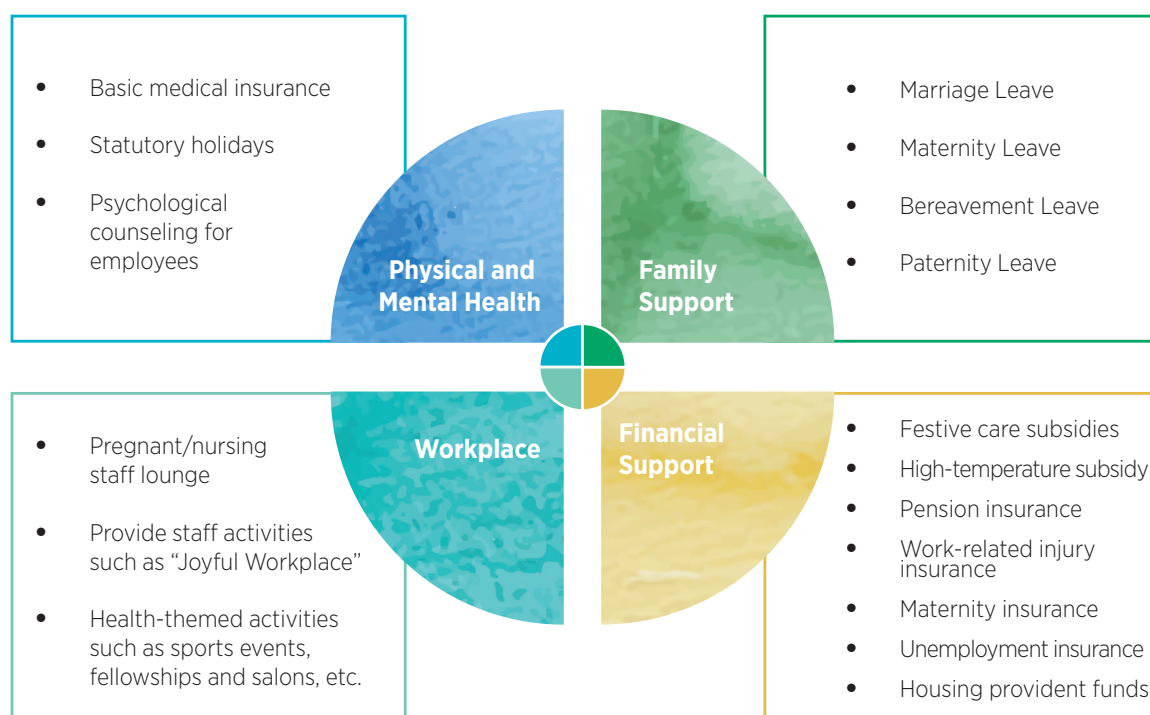 Basic medical insurance
Statutory holidays
Psychological
counseling for
employees
Physical and
Mental Health
Marriage Leave
Maternity Leave
Bereavement Leave
Paternity Leave
Family
Support
Pregnant/nursing
staff lounge
Provide staff activities
such as “Joyful Workplace”
Health-themed activities
such as sports events,
fellowships and salons, etc.
Workplace
Financial
Support
Festive care subsidies
High-temperature subsidy
Pension insurance
Work-related injury
insurance
Maternity insurance
Unemployment insurance
Housing provident funds